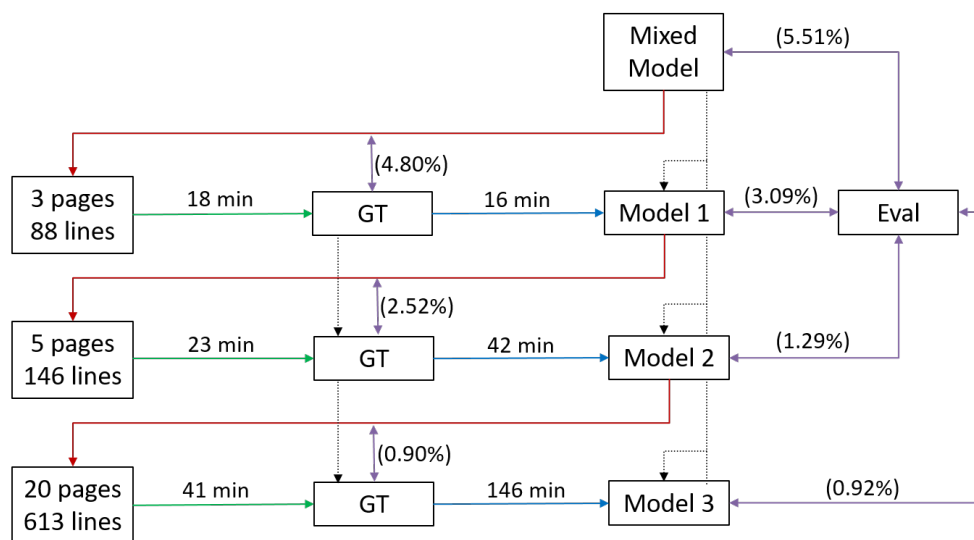 Mixed
Model
(5.51%)
(4.80%)
3 pages
88 lines
18 min
GT
16 min
Model 1
(3.09%)
Eval
(2.52%)
5 pages
146 lines
23 min
GT
42 min
Model 2
(1.29%)
(0.90%)
20 pages
613 lines
41 min
GT
146 min
Model 3
(0.92%)